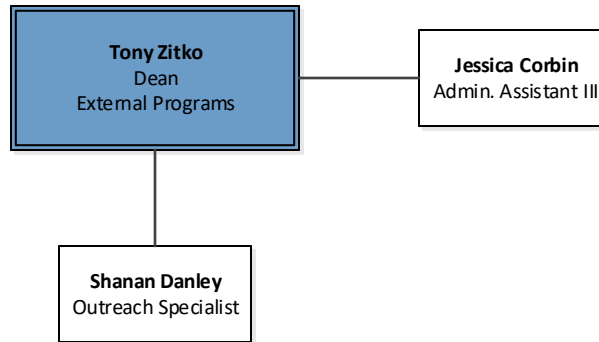 Tony Zitko
Dean
External Programs
Jessica Corbin
Admin. Assistant III
Shanan Danley
Outreach Specialist